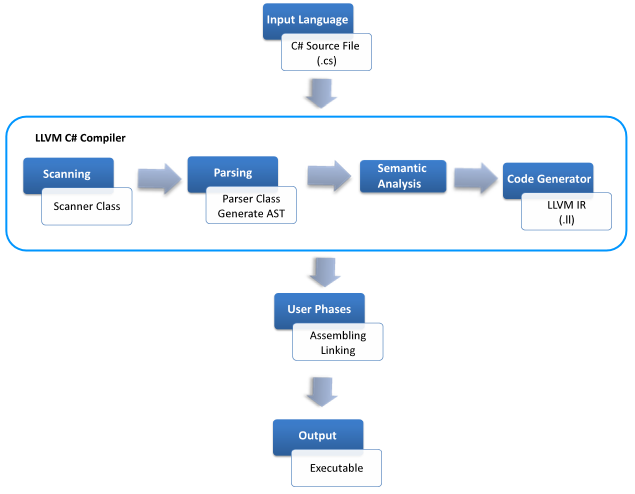 Input Language
C# Source File
(.cs)
LLVM C# Compiler
Scanning
Scanner Class
Parsing
Parser Class
Generate AST
Semantic
Analysis
Code Generator
LLVM IR
(.ll)
User Phases
Assembling
Linking
Output
Executable